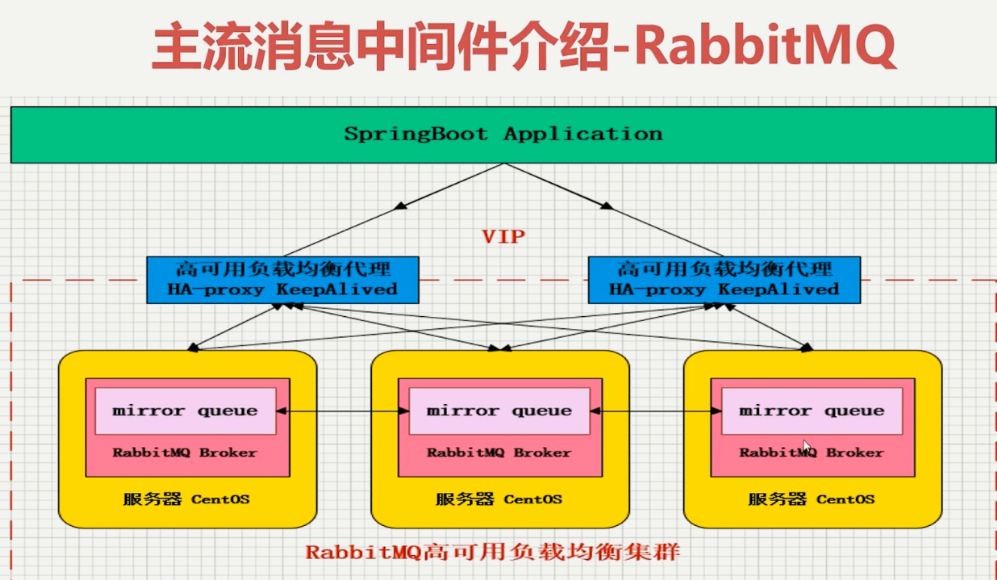 主流消息中间件介绍-RabbitMQ
SpringBoot Application
VIP
高可用负载均衡代理
HA-proxy KeepAlived
高可用负载均衡代理
HA-proxy KeepAlived
mirror queue
RabbitMQ Broker
服务器 CentOS
mirror queue
RabbitMQ Broker
服务器 CentOS
mirror queue
RabbitMQ Broker
服务器 CentOS
RabbitMQ高可用负载均衡集群